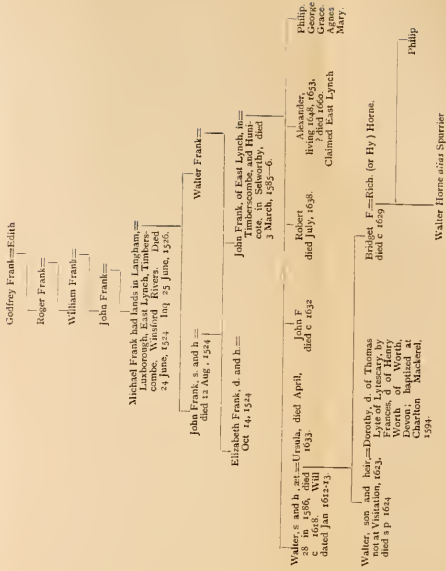 Godfrey Frank=Edith
Roger Frank=
William Frank=
John Frank=
Michael Frank had lands in Langham,=
Luxborough, East Lynch, Timbers-
combe, Winsford Rivers. Died
24 June, 1524 Inq 25 June, 1526.
John Frank, s. and h=
died 12 Aug, 1524
Walter Frank=
Elizabeth Frank, d. and h.=
Oct 14, 1524
John Frank, of East Lynch, in=
Timberscombe, and Huni-
cote, in Selworthy, died
3 March, 1585—6.
Walter, s and h, æt.=Ursula, died April,
28 in 1586, died 1633.
c 1618. Will
dated Jan 1612-13.
John F
died c 1632
Robert
died July, 1638.
Alexander,
living 1648, 1653,
? died 1660.
Claimed East Lynch
Philip.
George
Grace.
Agnes
Mary.
Walter, son and heir,=Dorothy, d. of Thomas
not at Visitation, 1623, Lyte of Lytescary, by
died s p 1624 Frances, d of Henry
Worth of Worth,
Devon; baptized at
Charlton Mackerel,
1594.
Bridget F.=Rich. (or Hy) Horne,
died c 1629
Walter Horne alias Spurrier
Philip